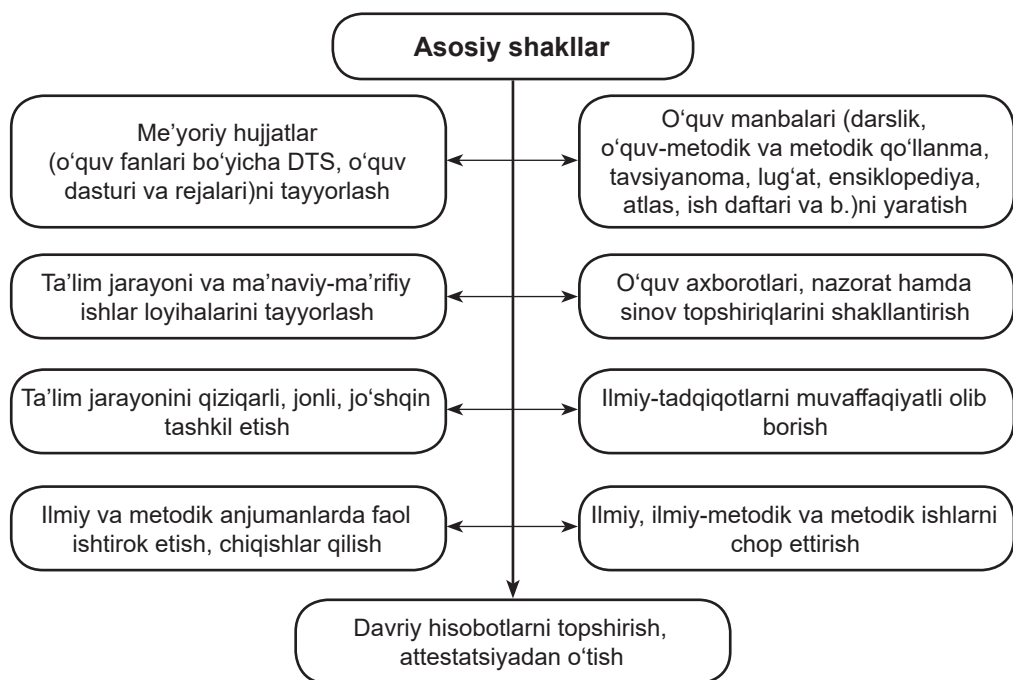 Asosiy shakllar
Me’yoriy hujjatlar
(o‘quv fanlari bo‘yicha DTS, o‘quv
dasturi va rejalari)ni tayyorlash
O‘quv manbalari (darslik,
o‘quv-metodik va metodik qo‘llanma,
tavsiyanoma, lug‘at, ensiklopediya,
atlas, ish daftari va b.)ni yaratish
Ta’lim jarayoni va ma’naviy-ma’rifiy
ishlar loyihalarini tayyorlash
O‘quv axborotlari, nazorat hamda
sinov topshiriqlarini shakllantirish
Ta’lim jarayonini qiziqarli, jonli, jo‘shqin
tashkil etish
Ilmiy-tadqiqotlarni muvaffaqiyatli olib
borish
Ilmiy va metodik anjumanlarda faol
ishtirok etish, chiqishlar qilish
Ilmiy, ilmiy-metodik va metodik ishlarni
chop ettirish
Davriy hisobotlarni topshirish,
attestatsiyadan o‘tish